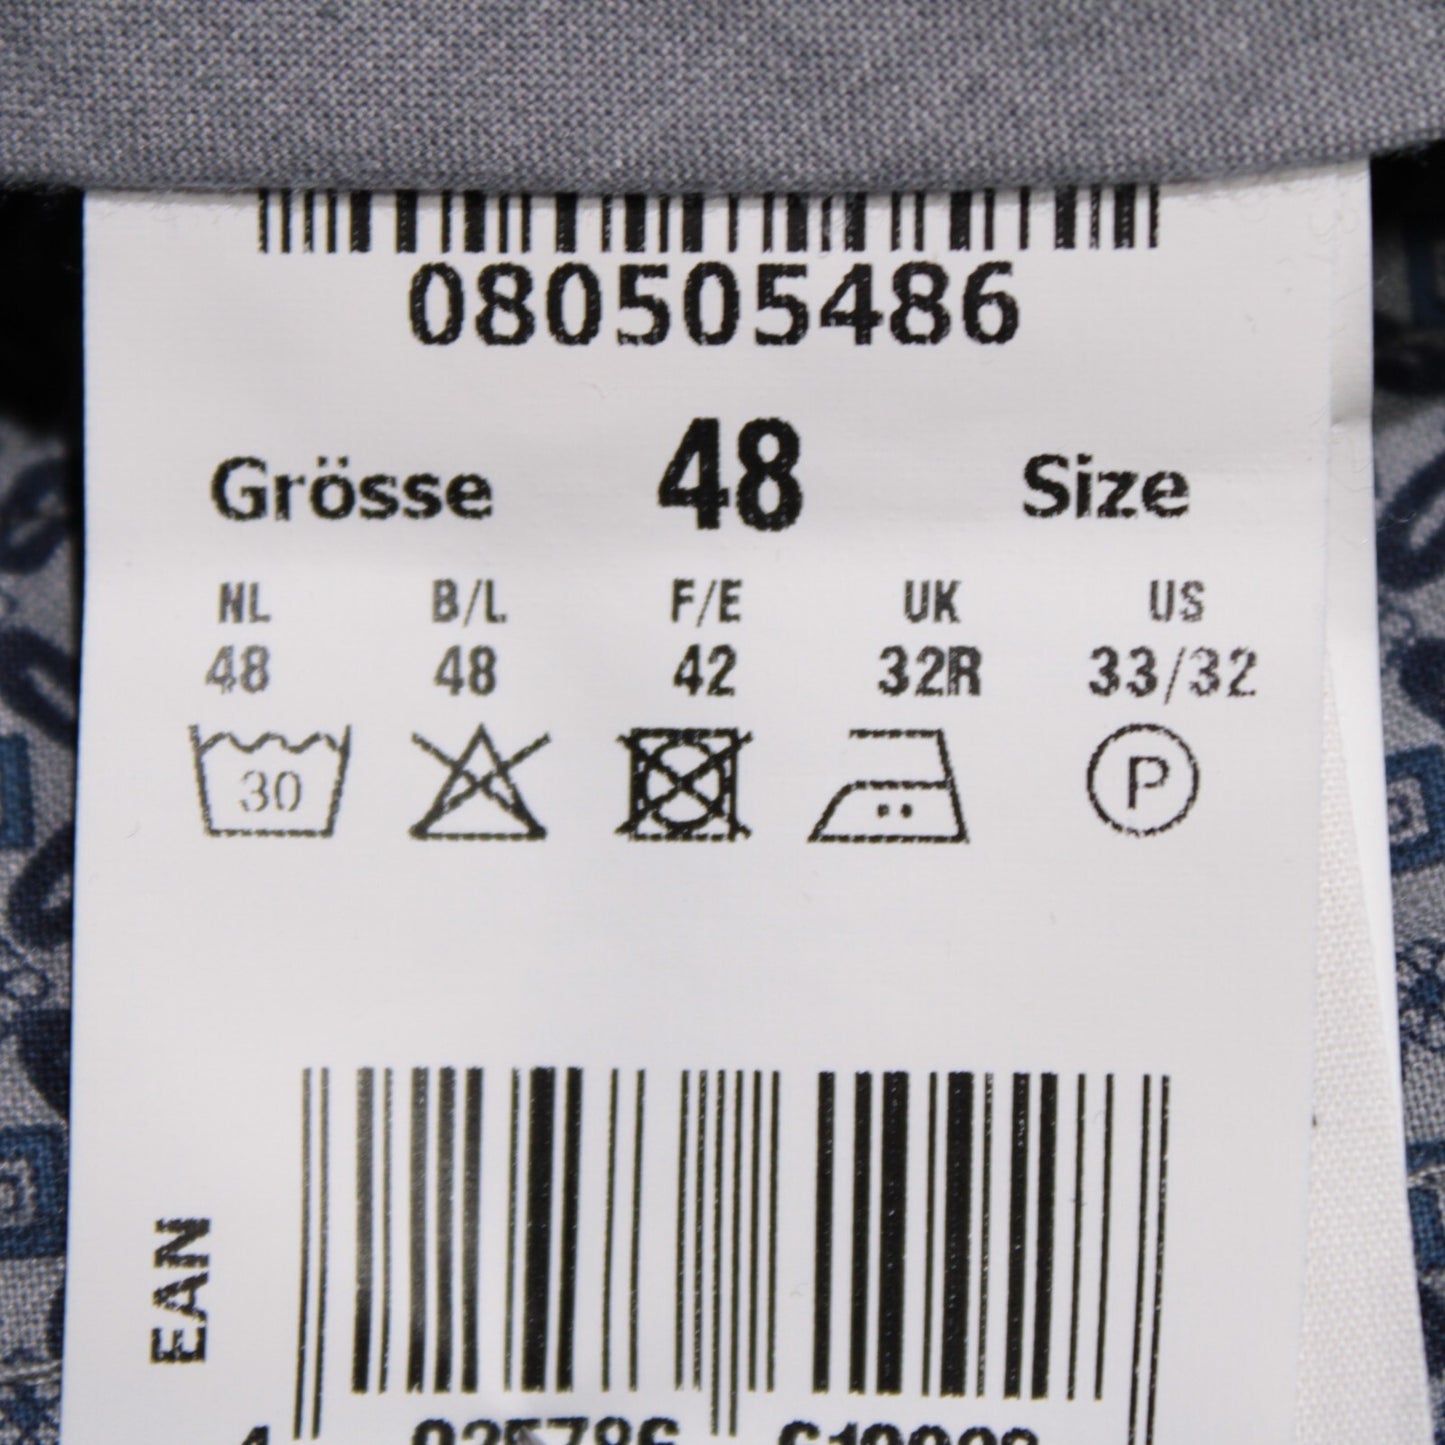 080505486
Grösse 48 Size
NL B/L F/E UK US
48 48 42 32R 33/32
30 P
EAN